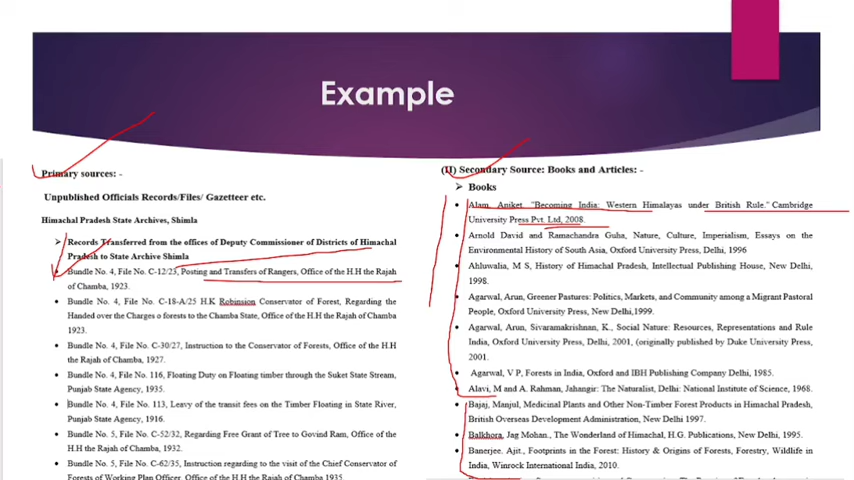 Example
Primary sources: -
Unpublished Officials Records/Files/ Gazetteer etc.
Himachal Pradesh State Archives, Shimla
Records Transferred from the offices of Deputy Commissioner of Districts of Himachal
Pradesh to State Archive Shimla
Bundle No. 4, File No. C-12/23, Posting and Transfers of Rangers, Office of the H.H the Rajah
of Chamba, 1923.
Bundle No. 4, File No. C-18-A/25 H.K Robinsion Conservator of Forest, Regarding the
Handed over the Charges o forests to the Chamba State, Office of the H.H the Rajah of Chamba
1923.
Bundle No. 4, File No. C-30/27, Instruction to the Conservator of Forests, Office of the H.H
the Rajah of Chamba, 1927.
Bundle No. 4, File No. 116, Floating Duty on Floating timber through the Suket State Stream,
Punjab State Agency, 1935.
Bundle No. 4, File No. 113, Leavy of the transit fees on the Timber Floating in State River,
Punjab State Agency, 1916.
Bundle No. 5, File No. C-52/32, Regarding Free Grant of Tree to Govind Ram, Office of the
H.H the Rajah of Chamba, 1932.
Bundle No. 5, File No. C-62/35, Instruction regarding to the visit of the Chief Conservator of
Forests of Working Plan Officer, Office of the H.H the Rajah of Chamba 1935.
(II) Secondary Source: Books and Articles: -
Books
Alam, Aniket. "Becoming India: Western Himalayas under British Rule." Cambridge
University Press Pvt. Ltd, 2008.
Arnold David and Ramachandra Guha, Nature, Culture, Imperialism, Essays on the
Environmental History of South Asia, Oxford University Press, Delhi, 1996
Ahluwalia, M S, History of Himachal Pradesh, Intellectual Publishing House, New Delhi,
1998.
Agarwal, Arun, Greener Pastures: Politics, Markets, and Community among a Migrant Pastoral
People, Oxford University Press, New Delhi,1999.
Agarwal, Arun, Sivaramakrishnan, K., Social Nature: Resources, Representations and Rule
India, Oxford University Press, Delhi, 2001, (originally published by Duke University Press,
2001.
Agarwal, V P, Forests in India, Oxford and IBH Publishing Company Delhi, 1985.
Alavi, M and A. Rahman, Jahangir: The Naturalist, Delhi: National Institute of Science, 1968.
Bajaj, Manjul, Medicinal Plants and Other Non-Timber Forest Products in Himachal Pradesh,
British Overseas Development Administration, New Delhi 1997.
Balkhora, Jag Mohan., The Wonderland of Himachal, H.G. Publications, New Delhi, 1995.
Banerjee. Ajit., Footprints in the Forest: History & Origins of Forests, Forestry, Wildlife in
India, Winrock International India, 2010.